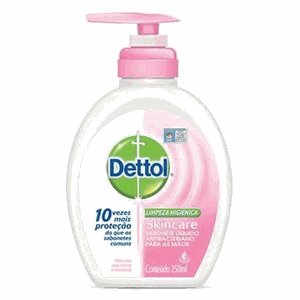 Dettol
LIMPEZA HIGIENICA
10 vezes
mais
proteção
do que os
sabonetes
comuns
Skincare
SABONETE LÍQUIDO
ANTIBACTERIANO
PARA AS MÃOS
Conteúdo 250ml